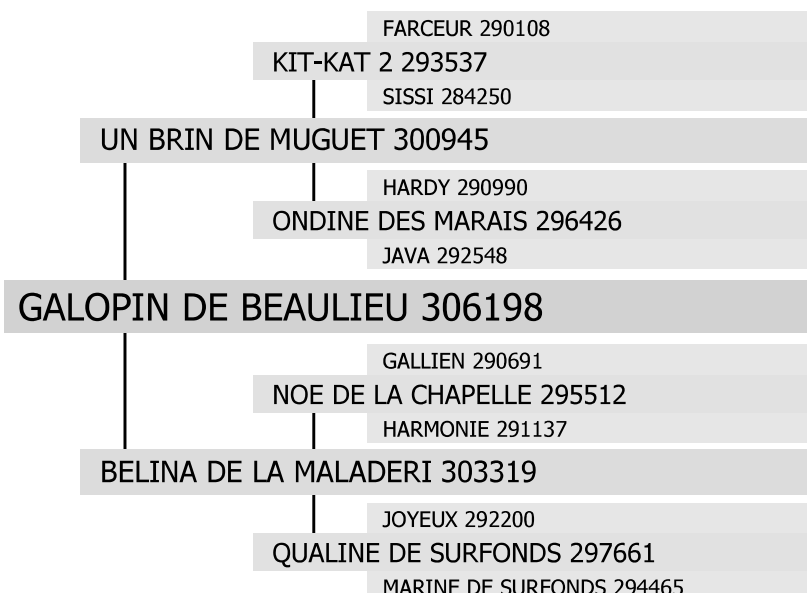 FARCEUR 290108
KIT-KAT 2 293537
SISSI 284250
UN BRIN DE MUGUET 300945
HARDY 290990
ONDINE DES MARAIS 296426
JAVA 292548
GALOPIN DE BEAULIEU 306198
GALLIEN 290691
NOE DE LA CHAPELLE 295512
HARMONIE 291137
BELINA DE LA MALADERI 303319
JOYEUX 292200
QUALINE DE SURFONDS 297661
MARINE DE SURFONDS 294465